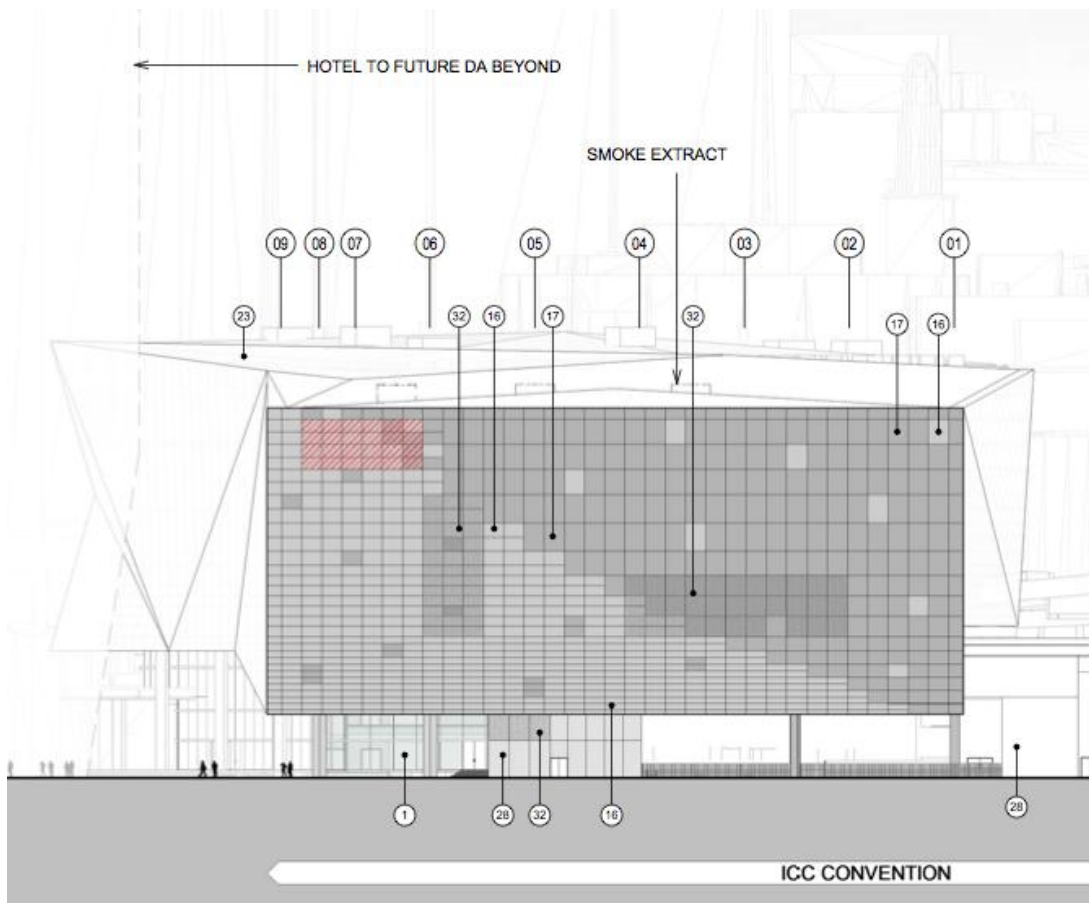 HOTEL TO FUTURE DA BEYOND
SMOKE EXTRACT
09 08 07 06 05 04 03 02 01
23 32 16 17 32 17 16
1 28 32 16 28
ICC CONVENTION